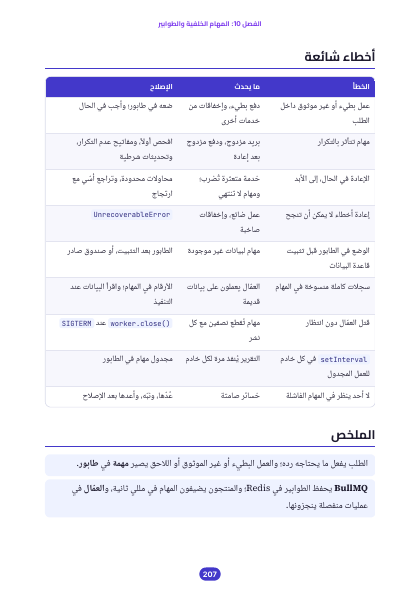 الفصل 10: المهام الخلفية والطوابير
أخطاء شائعة
الخطأ ما يحدث الإصلاح
عمل بطيء أو غير موثوق داخل الطلب دفع بطيء، وإخفاقات من خدمات أخرى ضعه في طابور؛ وأجب في الحال
مهام تتأثر بالتكرار بريد مزدوج، ودفع مزدوج بعد إعادة افحص أولًا، ومفاتيح عدم التكرار، وتحديثات شرطية
الإعادة في الحال، إلى الأبد خدمة متعثرة تُضرب؛ ومهام لا تنتهي محاولات محدودة، وتراجع أسّي مع ارتجاج
إعادة أخطاء لا يمكن أن تنجح عمل ضائع، وإخفاقات صاخبة UnrecoverableError
الوضع في الطابور قبل تثبيت قاعدة البيانات مهام لبيانات غير موجودة الطابور بعد التثبيت، أو صندوق صادر
سجلات كاملة منسوخة في المهام العمّال يعملون على بيانات قديمة الأرقام في المهام؛ واقرأ البيانات عند التنفيذ
قتل العمّال دون انتظار مهام تُقطع نصفين مع كل نشر worker.close() عند SIGTERM
setInterval في كل خادم للعمل المجدول التقرير يُنفذ مرة لكل خادم مجدول مهام في الطابور
لا أحد ينظر في المهام الفاشلة خسائر صامتة عُدّها، ونبّه، وأعدها بعد الإصلاح
الملخص
الطلب يفعل ما يحتاجه رده؛ والعمل البطيء أو غير الموثوق أو اللاحق يصير مهمة في طابور.
BullMQ يحفظ الطوابير في Redis؛ والمنتجون يضيفون المهام في مللي ثانية، والعمّال في
عمليات منفصلة ينجزونها.
207